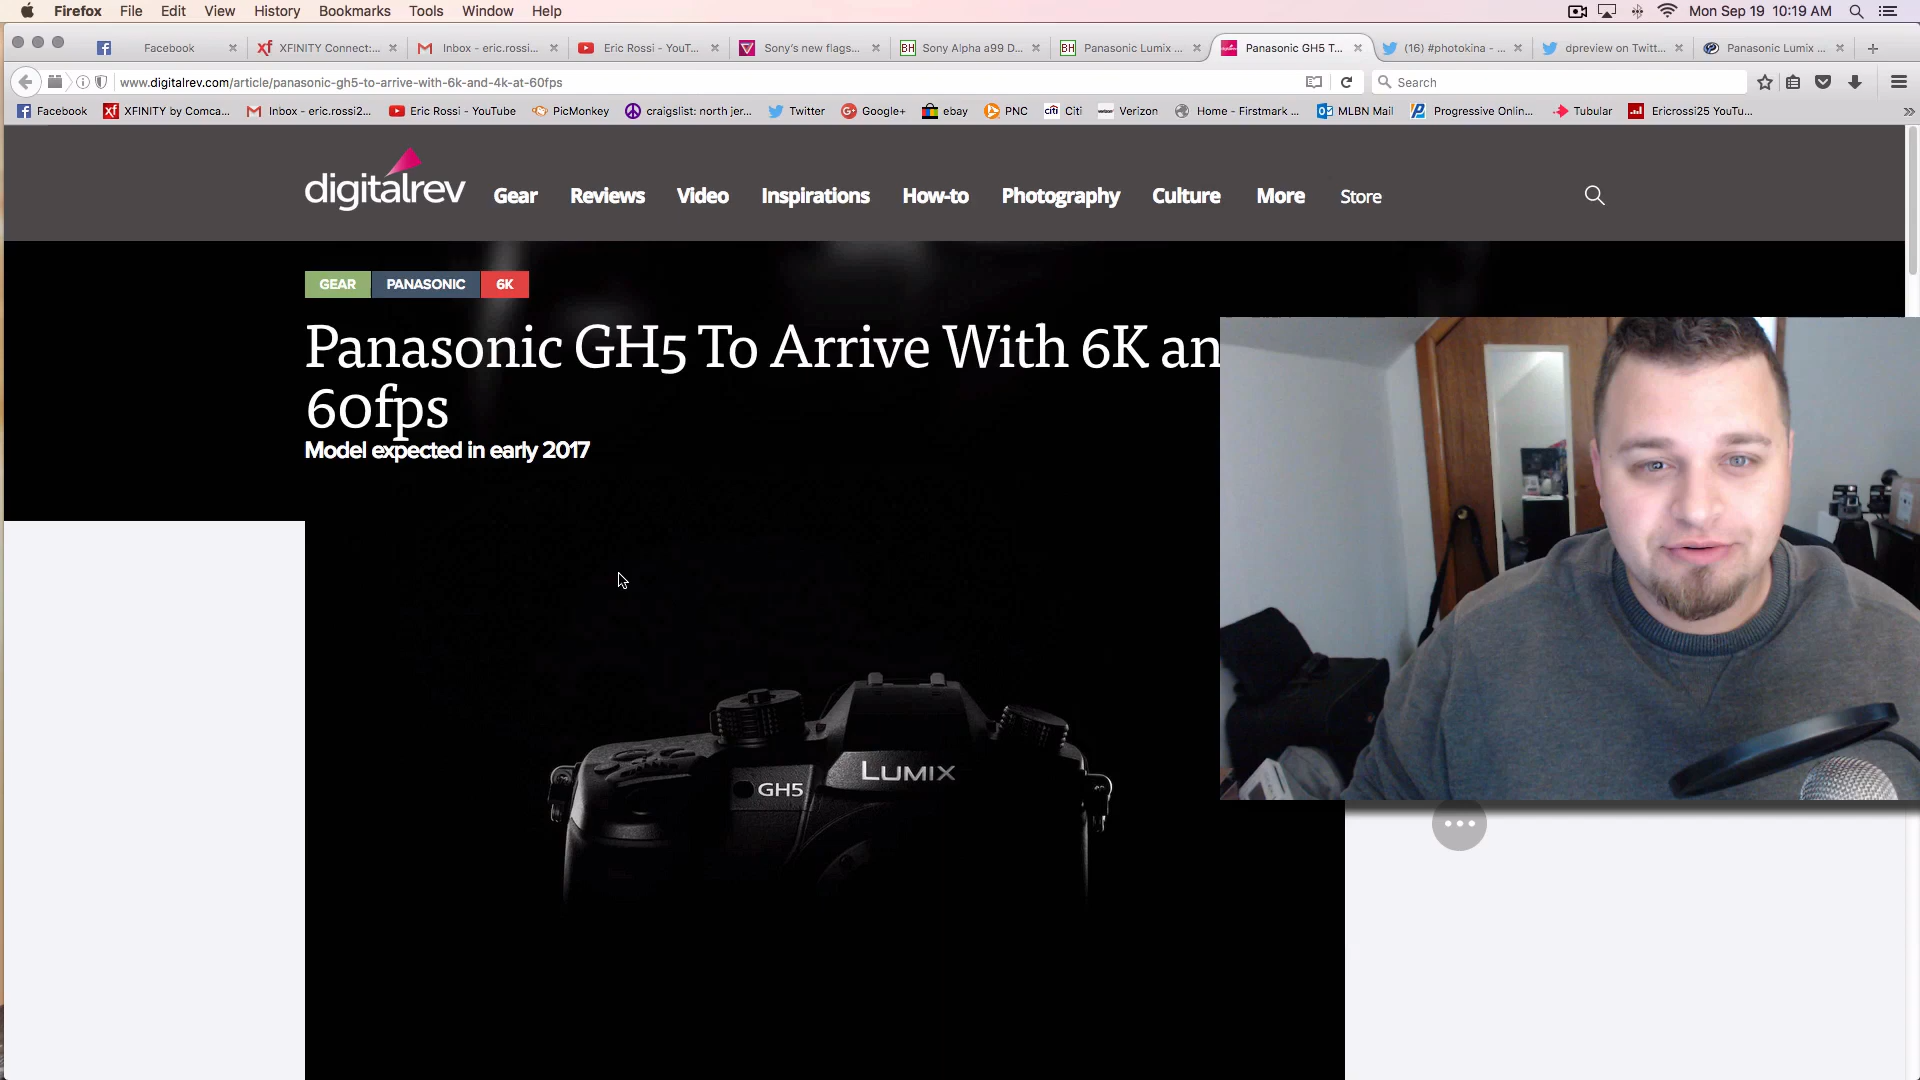 Firefox File Edit View History Bookmarks Tools Window Help Mon Sep 19 10:19 AM
Facebook XFINITY Connect:... Inbox - eric.rossi... Eric Rossi - YouT... Sony's new flags... Sony Alpha a99 D... Panasonic Lumix ... Panasonic GH5 T... (16) #photokina - ... dpreview on Twitt... Panasonic Lumix ...
www.digitalrev.com/article/panasonic-gh5-to-arrive-with-6k-and-4k-at-60fps Search
Facebook XFINITY by Comca... Inbox - eric.rossi2... Eric Rossi - YouTube PicMonkey craigslist: north jer... Twitter Google+ ebay PNC Citi Verizon Home - Firstmark ... MLBN Mail Progressive Onlin... Tubular Ericrossi25 YouTu...
digitalrev Gear Reviews Video Inspirations How-to Photography Culture More Store
GEAR PANASONIC 6K
Panasonic GH5 To Arrive With 6K an
60fps
Model expected in early 2017
LUMIX
GH5